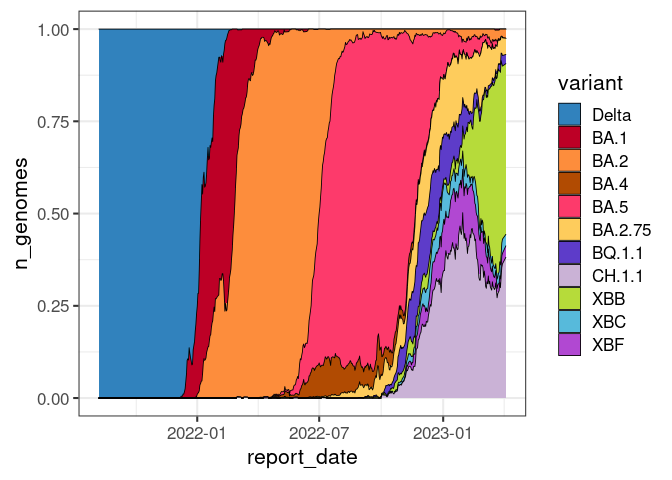 1.00
0.75
0.50
0.25
0.00
n_genomes
2022-01
2022-07
2023-01
report_date
variant
Delta
BA.1
BA.2
BA.4
BA.5
BA.2.75
BQ.1.1
CH.1.1
XBB
XBC
XBF